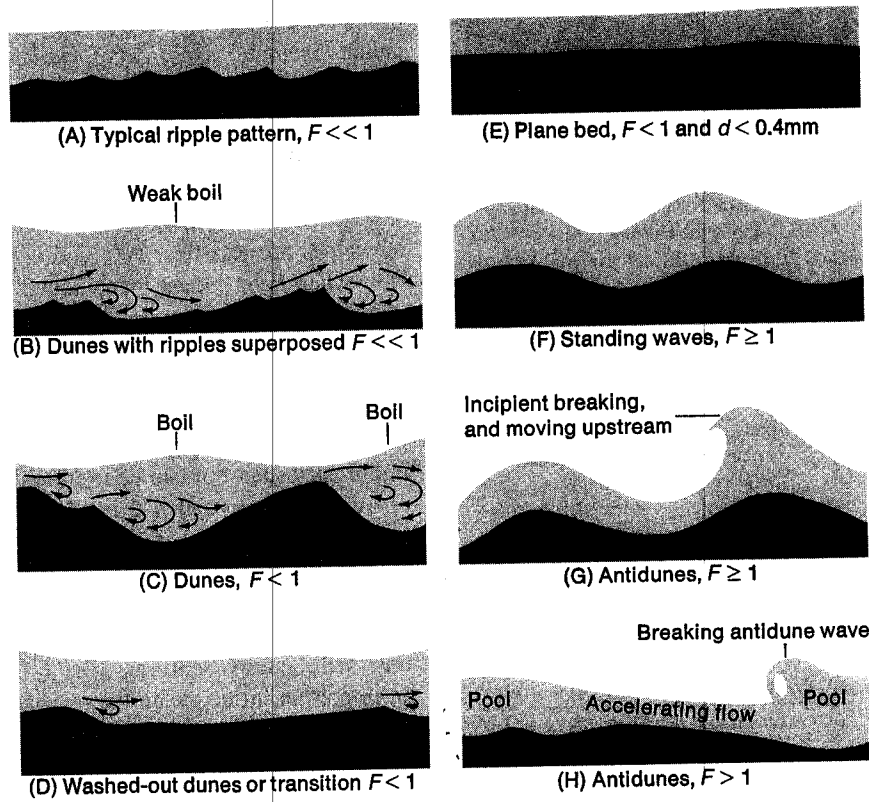 (A) Typical ripple pattern, F << 1
Weak boil
(B) Dunes with ripples superposed F << 1
Boil
Boil
(C) Dunes, F < 1
(D) Washed-out dunes or transition F < 1
(E) Plane bed, F < 1 and d < 0.4mm
(F) Standing waves, F ≥ 1
Incipient breaking,
and moving upstream
(G) Antidunes, F ≥ 1
Breaking antidune wave
Pool
Accelerating flow
Pool
(H) Antidunes, F > 1